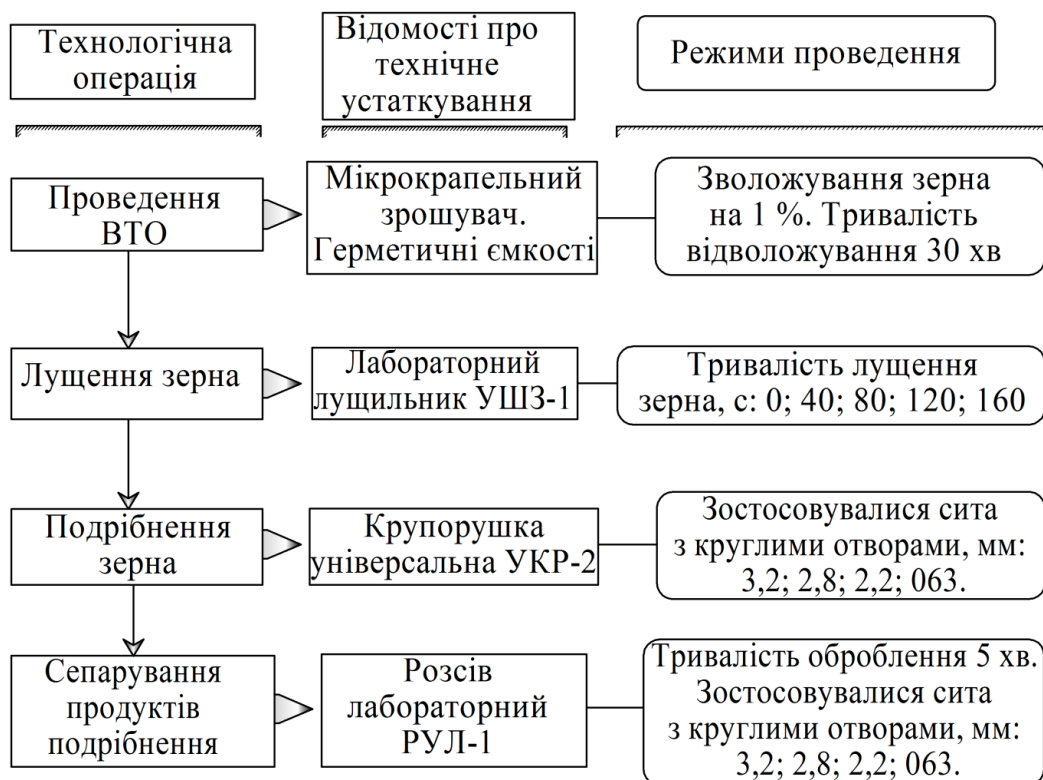 Технологічна
операція
Відомості про
технічне
устаткування
Режими проведення
Проведення
ВТО
Мікрокрапельний
зрошувач.
Герметичні ємкості
Зволожування зерна
на 1 %. Тривалість
відволожування 30 хв
Лущення зерна
Лабораторний
лущильник УШЗ-1
Тривалість лущення
зерна, с: 0; 40; 80; 120; 160
Подрібнення
зерна
Крупорушка
універсальна УКР-2
Зостосовувалися сита
з круглими отворами, мм:
3,2; 2,8; 2,2; 063.
Сепарування
продуктів
подрібнення
Розсів
лабораторний
РУЛ-1
Тривалість оброблення 5 хв.
Зостосовувалися сита
з круглими отворами, мм:
3,2; 2,8; 2,2; 063.